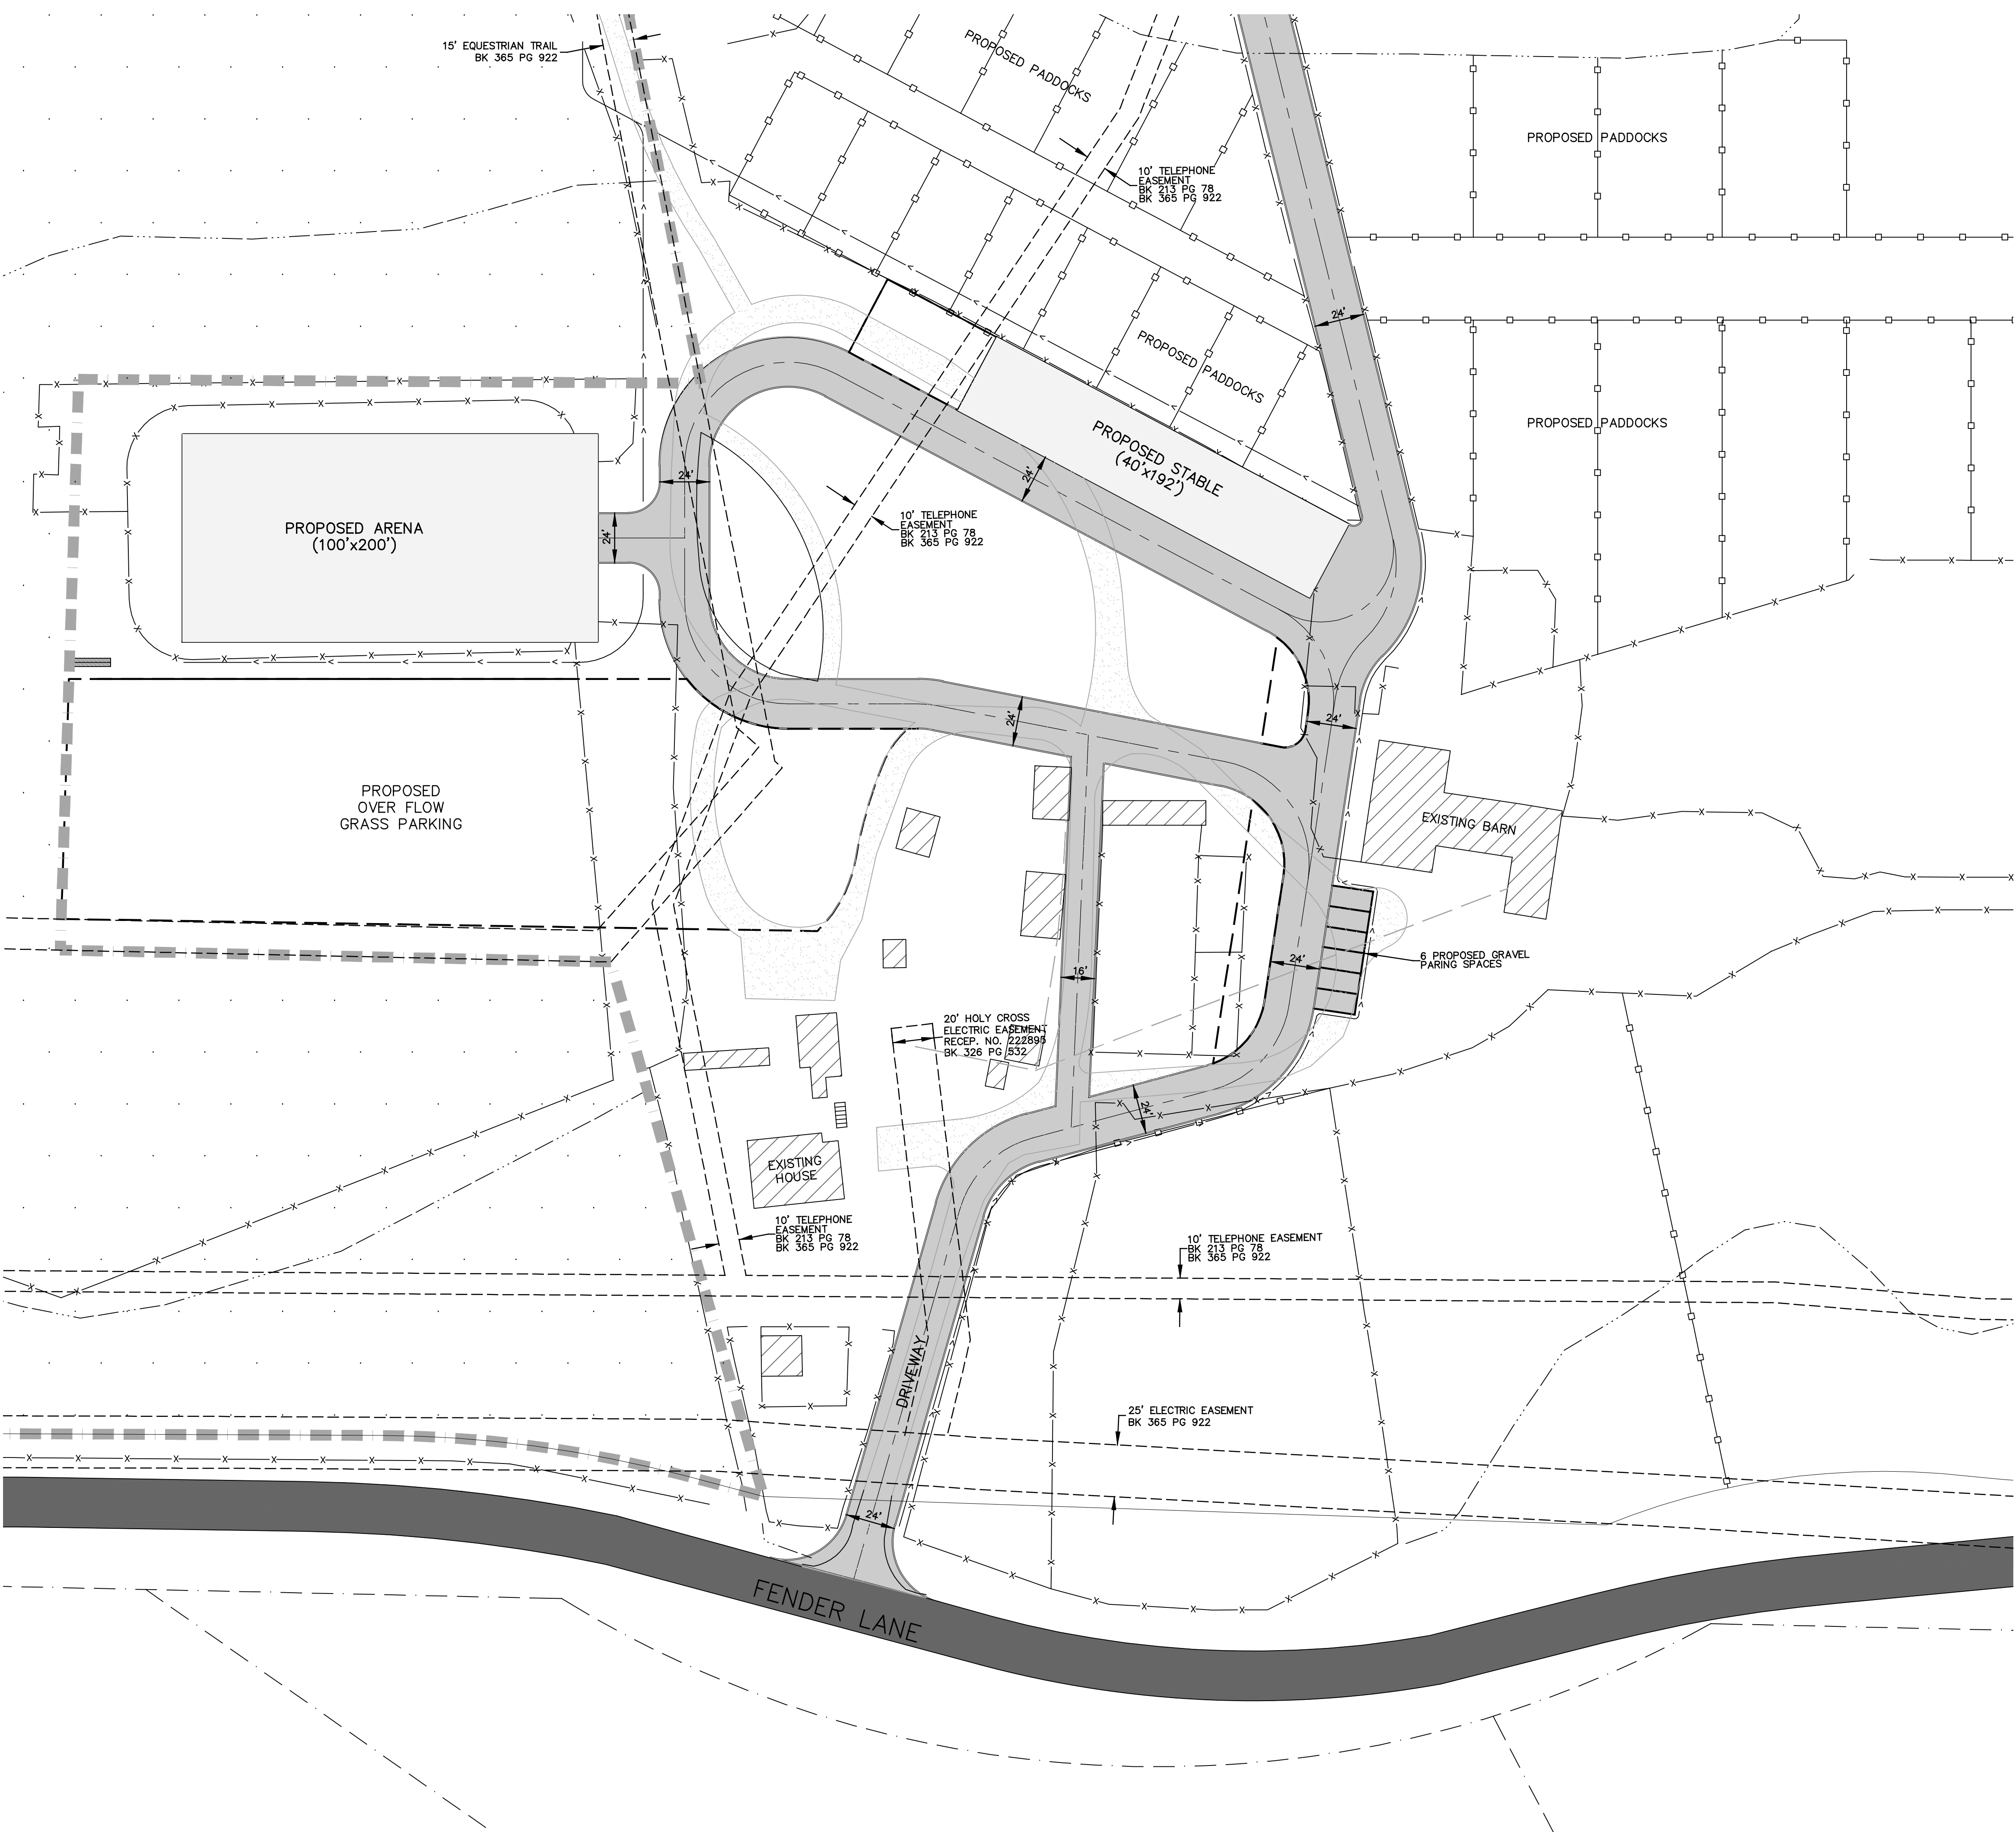 15' EQUESTRIAN TRAIL
BK 365 PG 922
PROPOSED PADDOCKS
PROPOSED PADDOCKS
10' TELEPHONE
EASEMENT
BK 213 PG 78
BK 365 PG 922
24'
PROPOSED PADDOCKS
PROPOSED PADDOCKS
PROPOSED STABLE
(40'x192')
24'
24'
24'
PROPOSED ARENA
(100'x200')
10' TELEPHONE
EASEMENT
BK 213 PG 78
BK 365 PG 922
24'
24'
PROPOSED
OVER FLOW
GRASS PARKING
EXISTING BARN
6 PROPOSED GRAVEL
PARING SPACES
24'
16'
20' HOLY CROSS
ELECTRIC EASEMENT
RECEP. NO. 222895
BK 326 PG 532
24'
EXISTING
HOUSE
10' TELEPHONE
EASEMENT
BK 213 PG 78
BK 365 PG 922
10' TELEPHONE EASEMENT
BK 213 PG 78
BK 365 PG 922
DRIVEWAY
25' ELECTRIC EASEMENT
BK 365 PG 922
24'
FENDER LANE